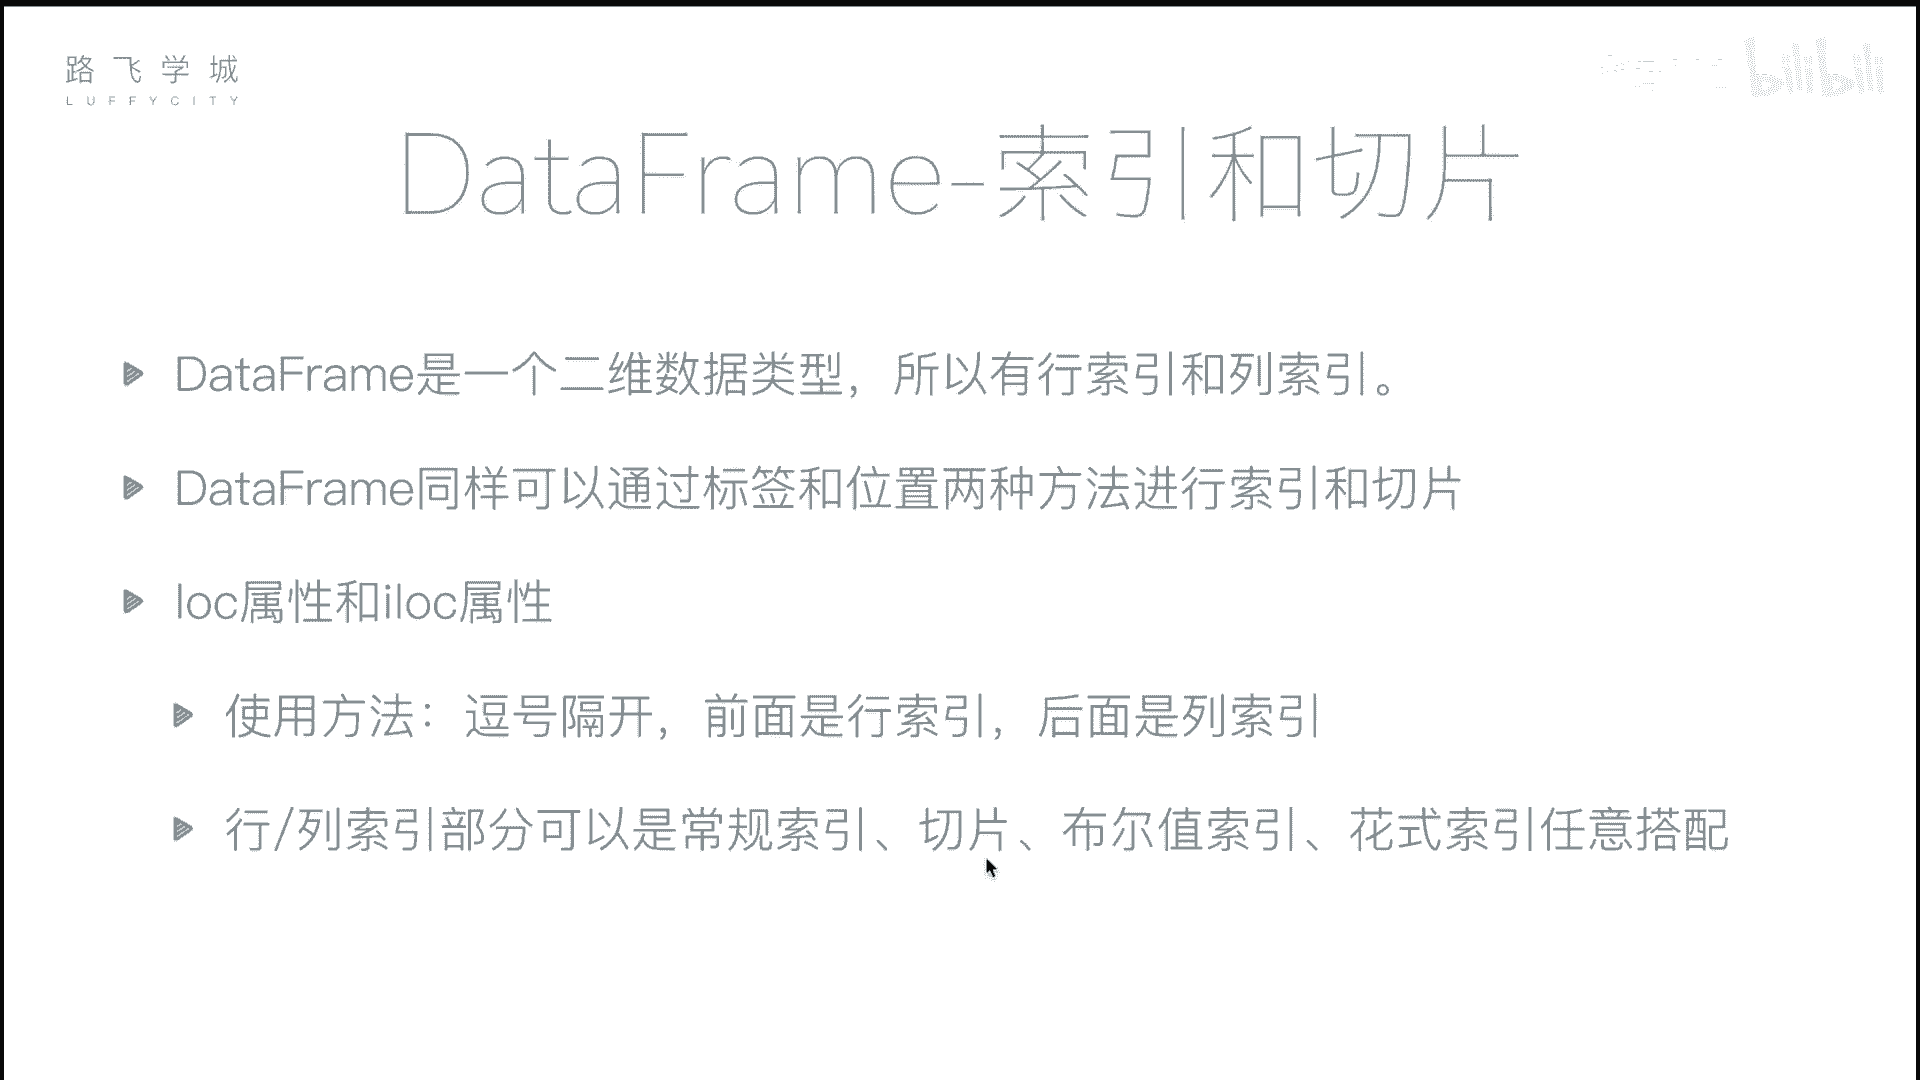 路飞学城
LUFFYCITY
bilibili
DataFrame-索引和切片
DataFrame是一个二维数据类型，所以有行索引和列索引。
DataFrame同样可以通过标签和位置两种方法进行索引和切片
loc属性和iloc属性
使用方法：逗号隔开，前面是行索引，后面是列索引
行/列索引部分可以是常规索引、切片、布尔值索引、花式索引任意搭配